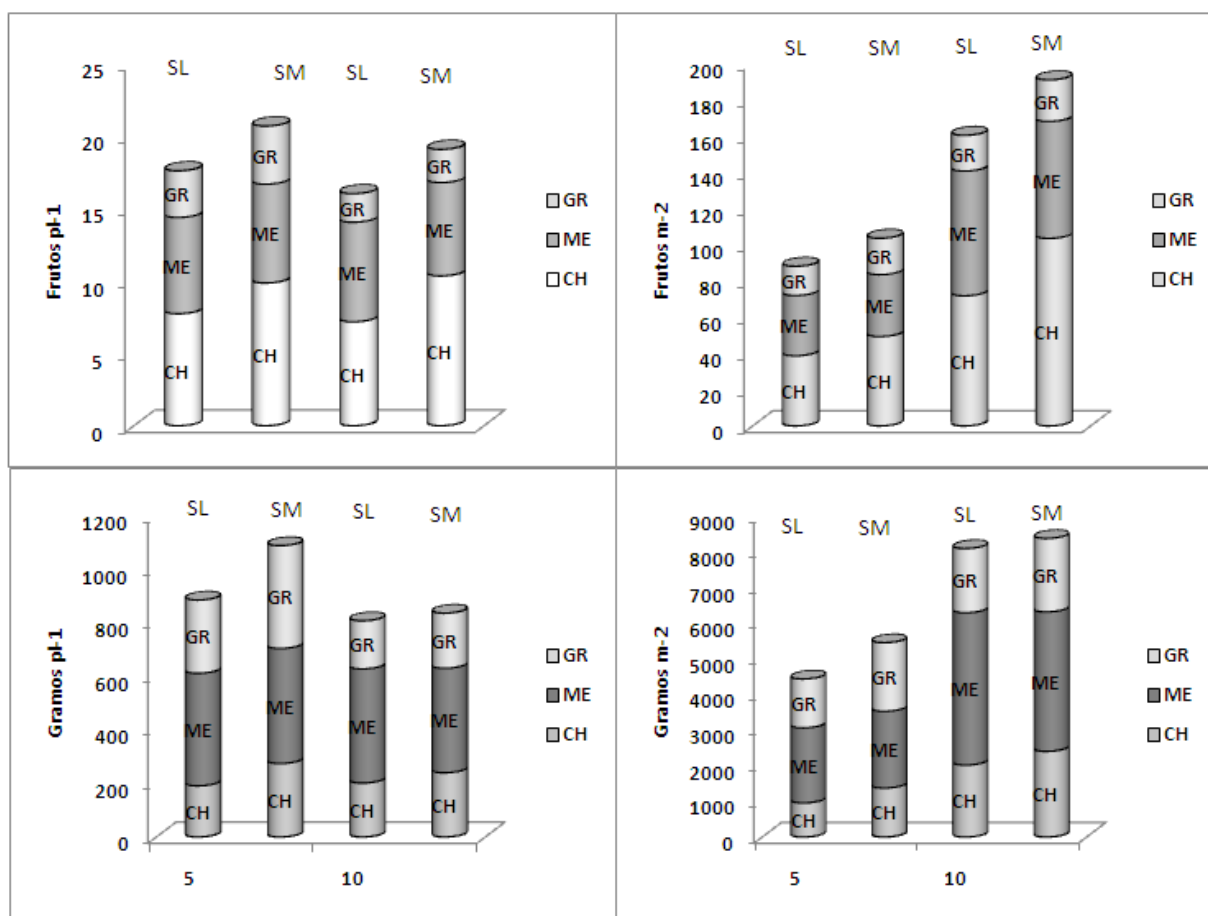 SL SM SL SM
25
20
15
10
5
0
Frutos pl-1
GR GR GR GR
ME ME ME ME
CH CH CH CH
GR
ME
CH
SL SM SL SM
200
180
160
140
120
100
80
60
40
20
0
Frutos m-2
GR GR GR GR
ME ME ME ME
CH CH CH CH
GR
ME
CH
SL SM SL SM
1200
1000
800
600
400
200
0
Gramos pl-1
GR GR GR GR
ME ME ME ME
CH CH CH CH
5 10
GR
ME
CH
SL SM SL SM
9000
8000
7000
6000
5000
4000
3000
2000
1000
0
Gramos m-2
GR GR GR GR
ME ME ME ME
CH CH CH CH
5 10
GR
ME
CH